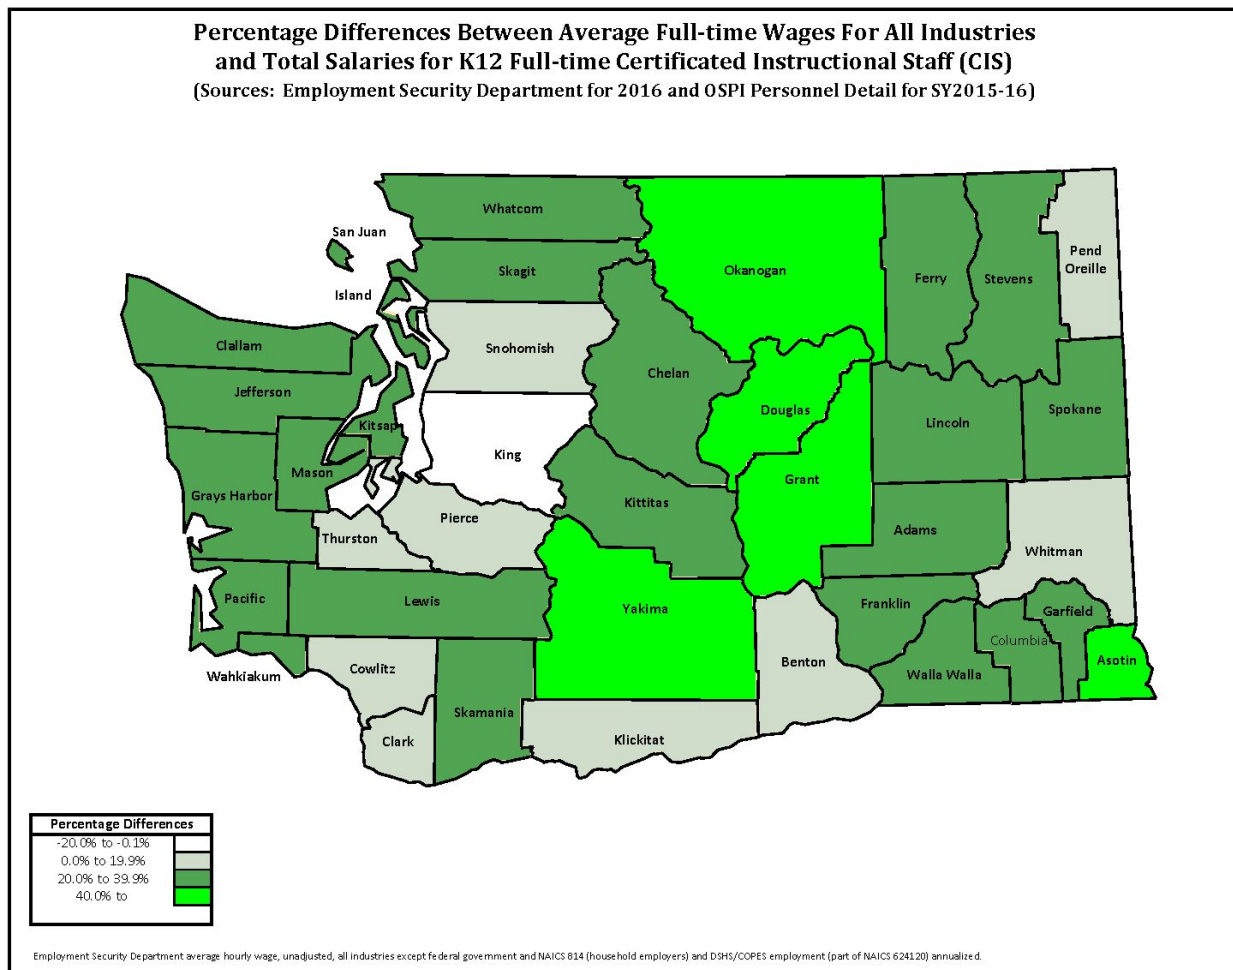 Percentage Differences Between Average Full-time Wages For All Industries
and Total Salaries for K12 Full-time Certificated Instructional Staff (CIS)
(Sources: Employment Security Department for 2016 and OSPI Personnel Detail for SY2015-16)
Whatcom
San Juan
Skagit
Okanogan
Ferry
Stevens
Pend
Oreille
Island
Clallam
Snohomish
Chelan
Jefferson
Kitsap
Douglas
Lincoln
Spokane
King
Mason
Grays Harbor
Grant
Kittitas
Pierce
Thurston
Adams
Whitman
Pacific
Lewis
Yakima
Franklin
Garfield
Columbia
Benton
Asotin
Wahkiakum
Cowlitz
Walla Walla
Skamania
Clark
Klickitat
Percentage Differences
-20.0% to -0.1%
0.0% to 19.9%
20.0% to 39.9%
40.0% to
Employment Security Department average hourly wage, unadjusted, all industries except federal government and NAICS 814 (household employers) and DSHS/COPES employment (part of NAICS 624120) annualized.